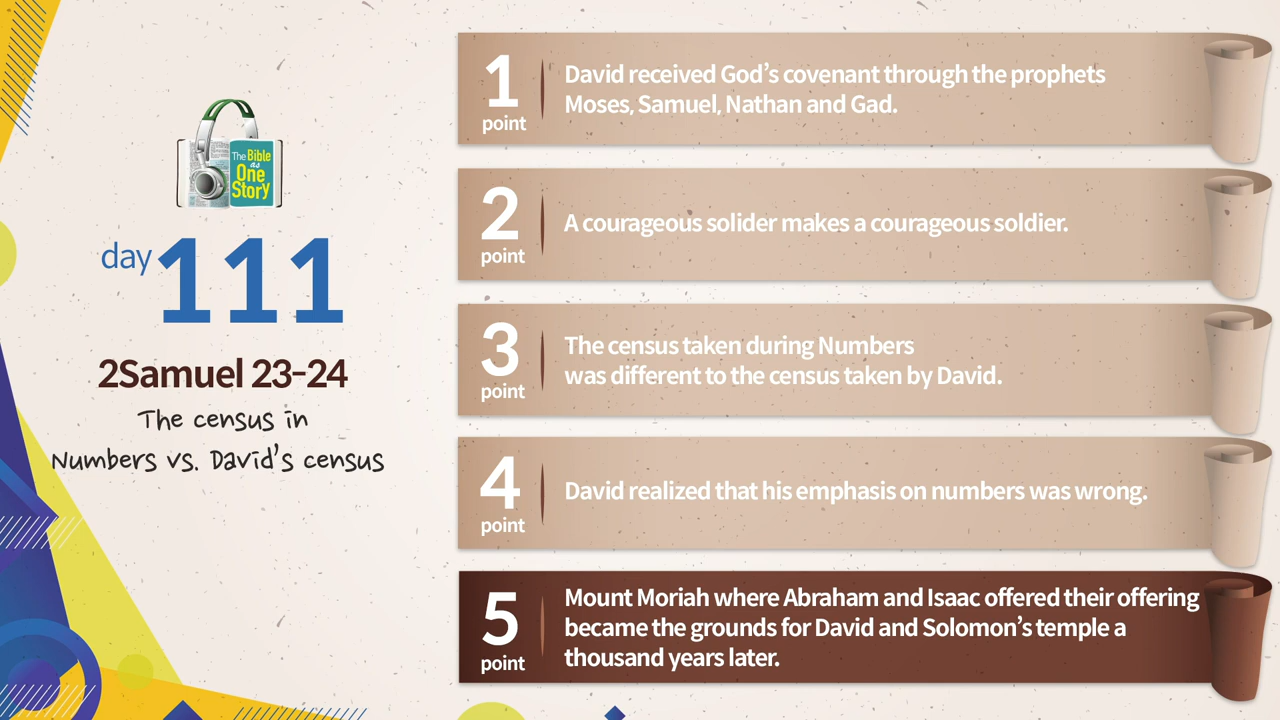 The Bible
as
One
Story
day 111
2Samuel 23-24
The census in
Numbers vs. David's census
1
point
David received God's covenant through the prophets
Moses, Samuel, Nathan and Gad.
2
point
A courageous solider makes a courageous soldier.
3
point
The census taken during Numbers
was different to the census taken by David.
4
point
David realized that his emphasis on numbers was wrong.
5
point
Mount Moriah where Abraham and Isaac offered their offering
became the grounds for David and Solomon's temple a
thousand years later.